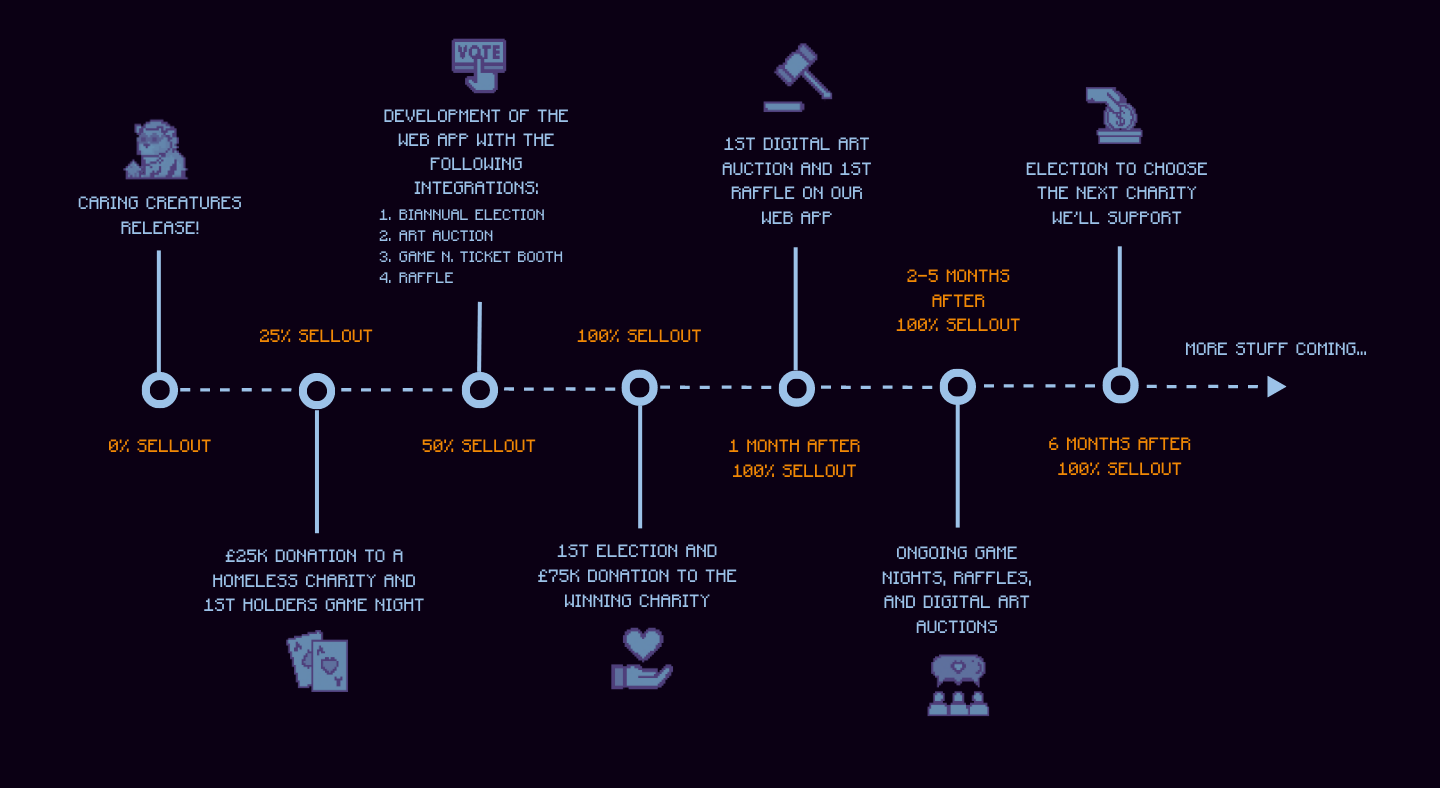 VOTE
DEVELOPMENT OF THE
WEB APP WITH THE
FOLLOWING
INTEGRATIONS:
1. BIANNUAL ELECTION
2. ART AUCTION
3. GAME N. TICKET BOOTH
4. RAFFLE
1ST DIGITAL ART
AUCTION AND 1ST
RAFFLE ON OUR
WEB APP
$
ELECTION TO CHOOSE
THE NEXT CHARITY
WE'LL SUPPORT
CARING CREATURES
RELEASE!
25% SELLOUT
100% SELLOUT
2-5 MONTHS
AFTER
100% SELLOUT
MORE STUFF COMING...
0% SELLOUT
50% SELLOUT
1 MONTH AFTER
100% SELLOUT
6 MONTHS AFTER
100% SELLOUT
£25K DONATION TO A
HOMELESS CHARITY AND
1ST HOLDERS GAME NIGHT
A
A
1ST ELECTION AND
£75K DONATION TO THE
WINNING CHARITY
ONGOING GAME
NIGHTS, RAFFLES,
AND DIGITAL ART
AUCTIONS